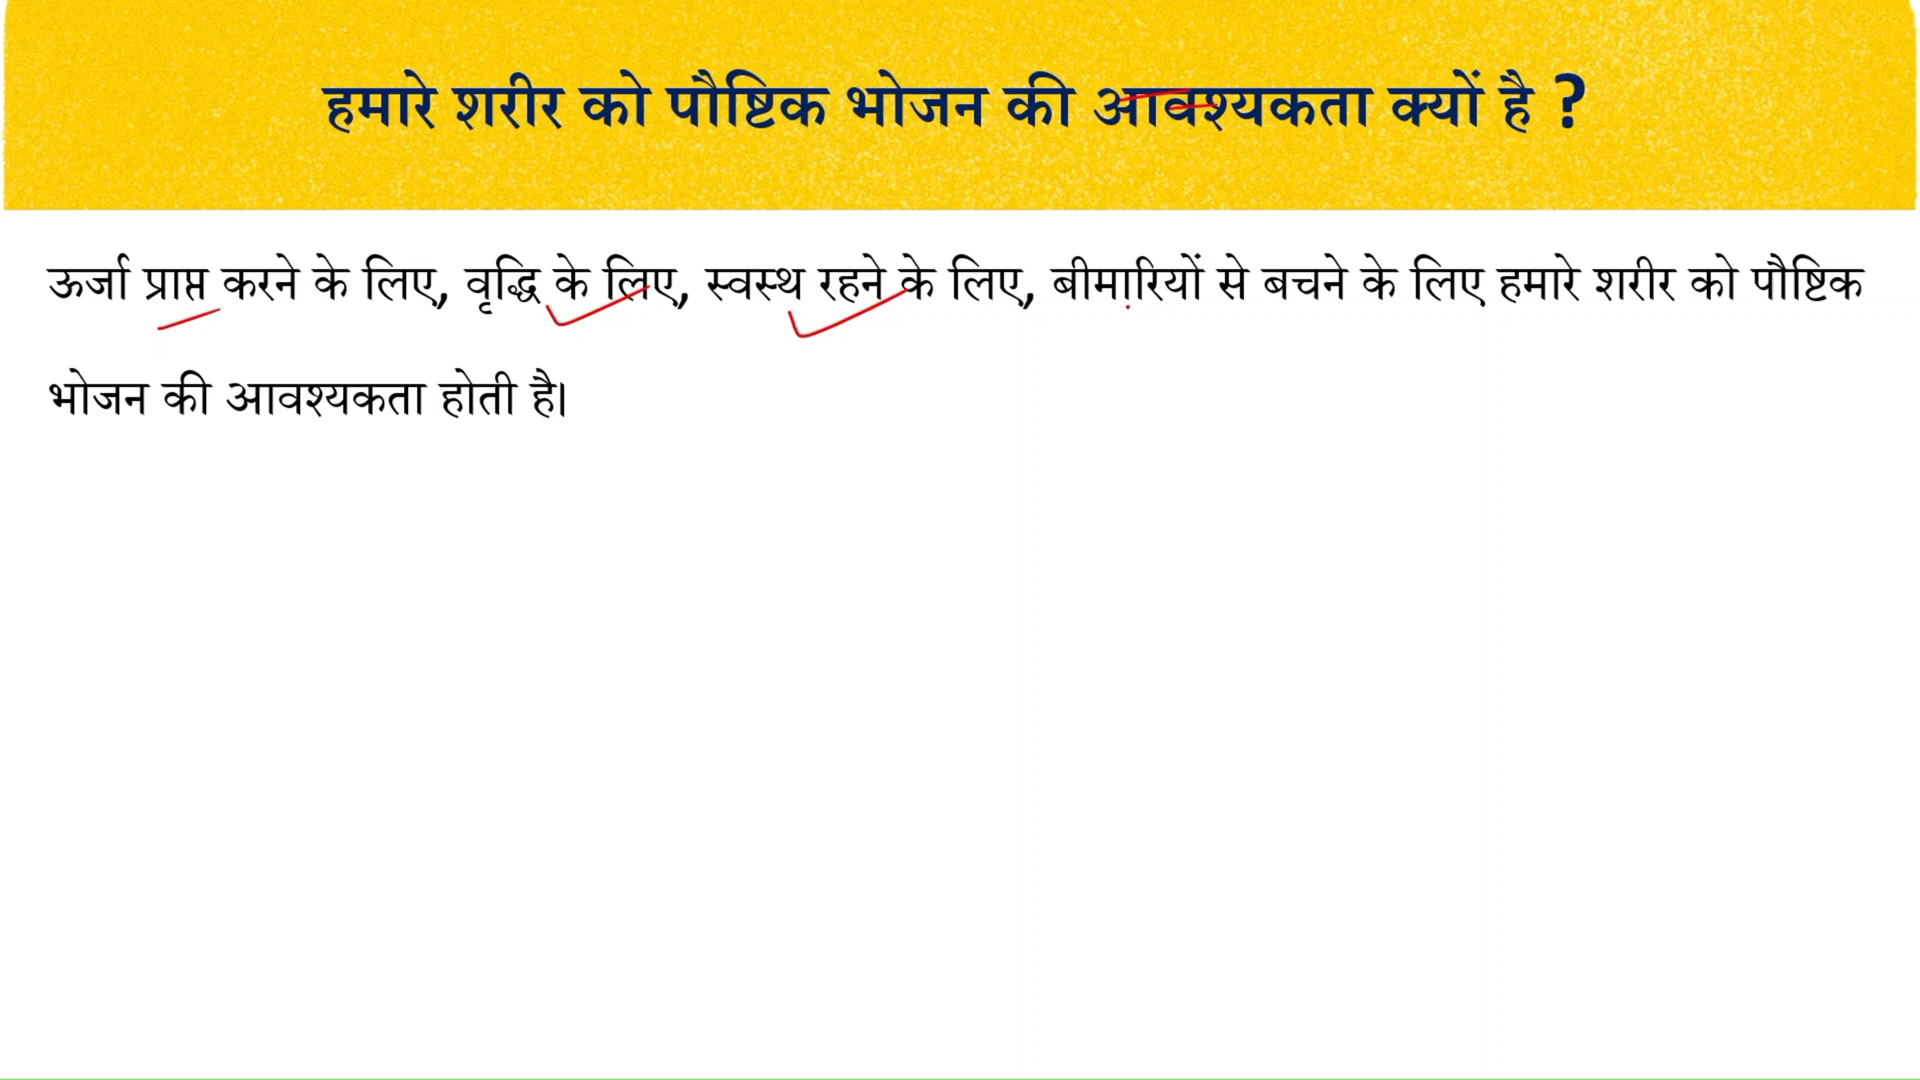 हमारे शरीर को पौष्टिक भोजन की आवश्यकता क्यों है ?
ऊर्जा प्राप्त करने के लिए, वृद्धि के लिए, स्वस्थ रहने के लिए, बीमारियों से बचने के लिए हमारे शरीर को पौष्टिक
भोजन की आवश्यकता होती है।